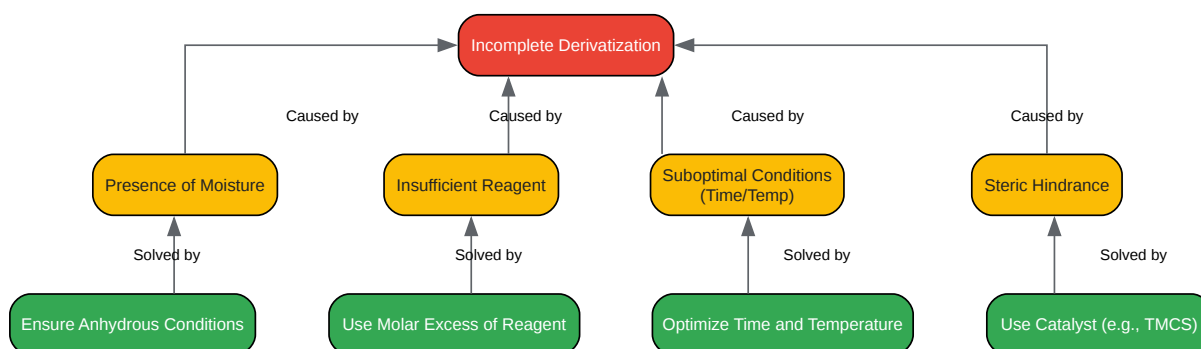 Incomplete Derivatization
Caused by
Caused by
Caused by
Caused by
Presence of Moisture
Insufficient Reagent
Suboptimal Conditions
(Time/Temp)
Steric Hindrance
Solved by
Solved by
Solved by
Solved by
Ensure Anhydrous Conditions
Use Molar Excess of Reagent
Optimize Time and Temperature
Use Catalyst (e.g., TMCS)